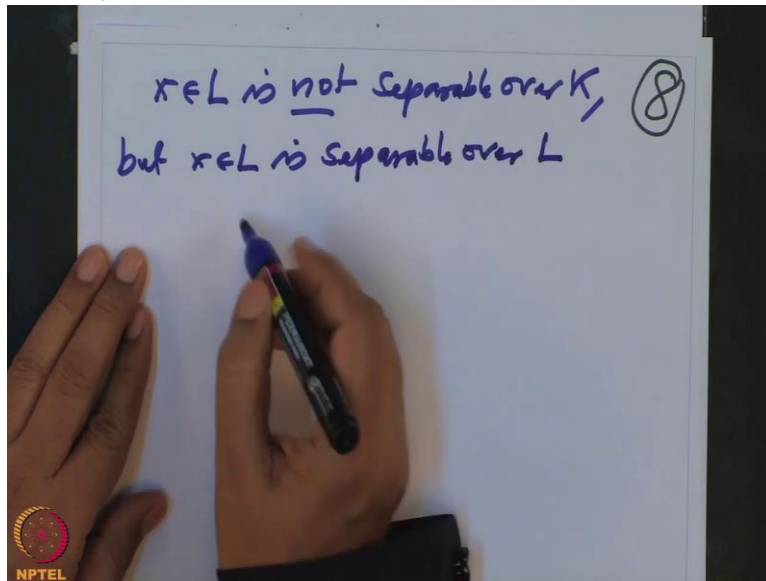 x ∈ L is not separable over K,
⑧
but x ∈ L is separable over L
NPTEL